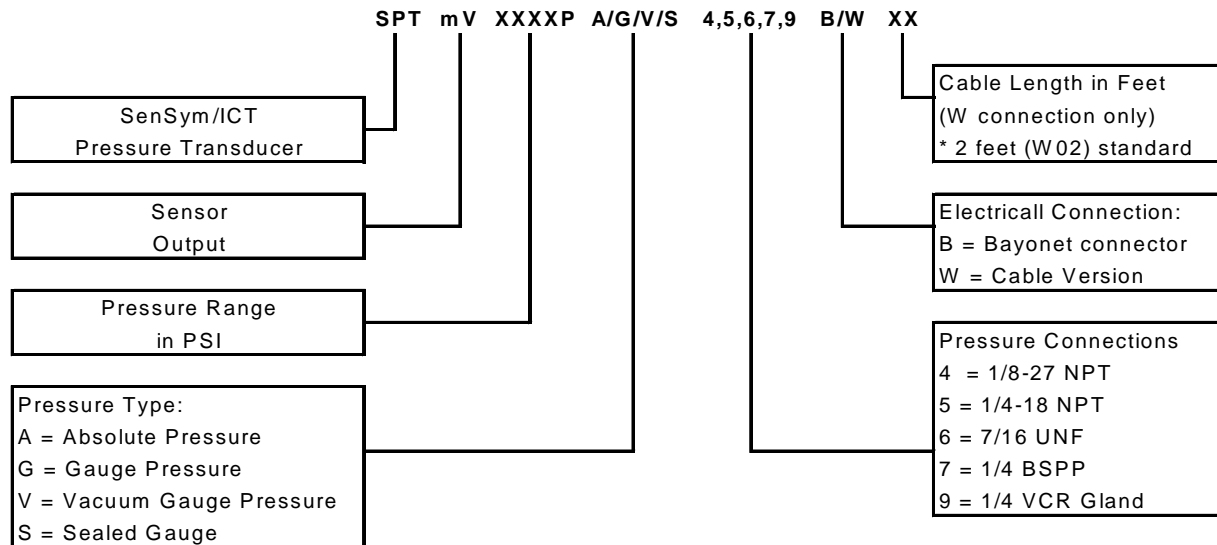 SPT mV XXXXP A/G/V/S 4,5,6,7,9 B/W XX
SenSym/ICT
Pressure Transducer
Sensor
Output
Pressure Range
in PSI
Pressure Type:
A = Absolute Pressure
G = Gauge Pressure
V = Vacuum Gauge Pressure
S = Sealed Gauge
Cable Length in Feet
(W connection only)
* 2 feet (W02) standard
Electricall Connection:
B = Bayonet connector
W = Cable Version
Pressure Connections
4 = 1/8-27 NPT
5 = 1/4-18 NPT
6 = 7/16 UNF
7 = 1/4 BSPP
9 = 1/4 VCR Gland